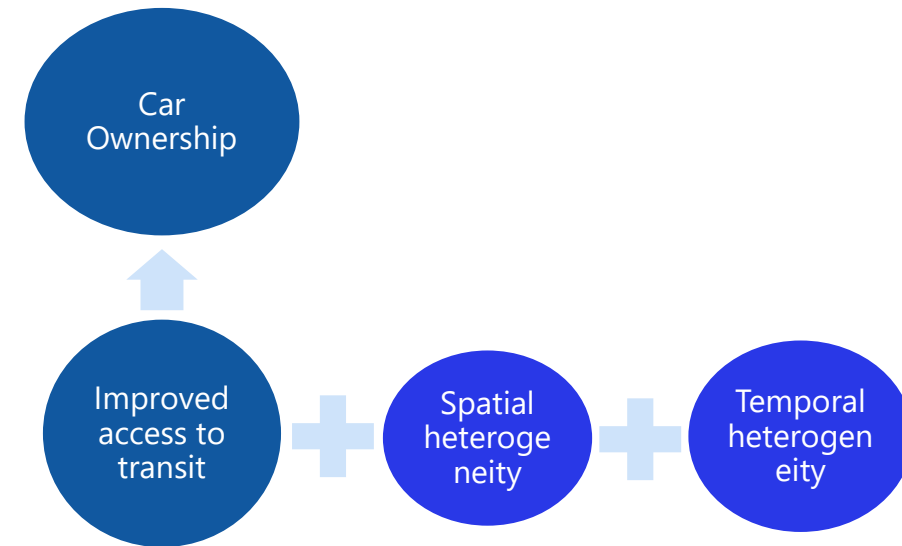 Car
Ownership
Improved
access to
transit
Spatial
heteroge
neity
Temporal
heterogen
eity